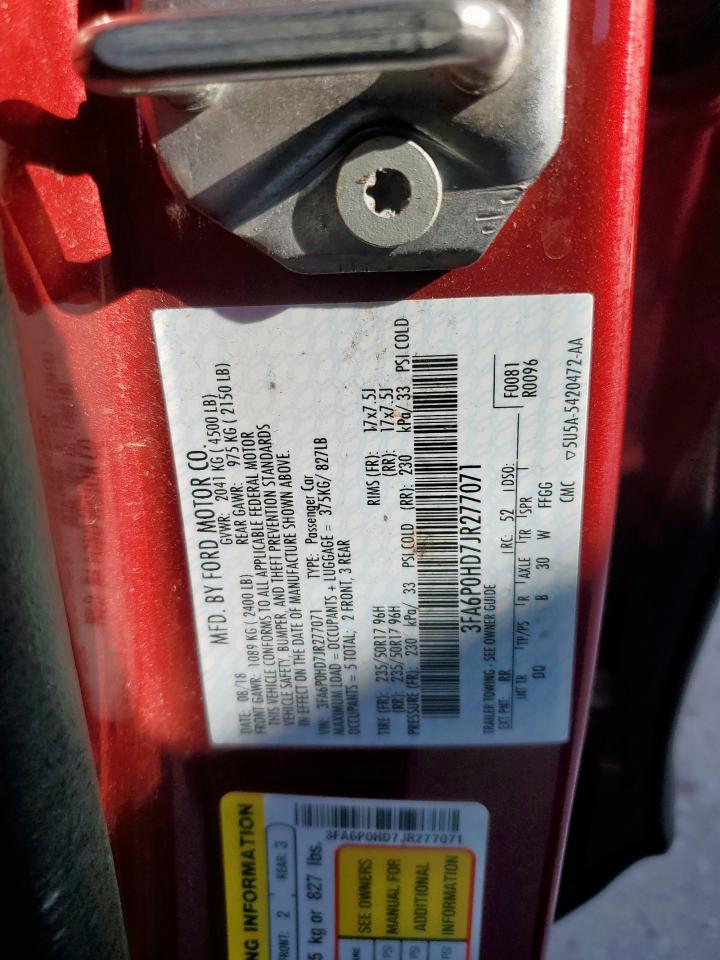 MFD. BY FORD MOTOR CO.
DATE: 08/18 GVWR: 2041 KG ( 4500 LB)
FRONT GAWR: 1089 KG ( 2400 LB) REAR GAWR: 975 KG ( 2150 LB)
THIS VEHICLE CONFORMS TO ALL APPLICABLE FEDERAL MOTOR
VEHICLE SAFETY, BUMPER, AND THEFT PREVENTION STANDARDS
IN EFFECT ON THE DATE OF MANUFACTURE SHOWN ABOVE.
VIN: 3FA6P0HD7JR277071 TYPE: Passenger Car
MAXIMUM LOAD = OCCUPANTS + LUGGAGE = 375KG/ 827LB
OCCUPANTS = 5 TOTAL; 2 FRONT, 3 REAR
TIRE (FR): 235/50R17 96H RIMS (FR): 17x7.5J
(RR): 235/50R17 96H (RR): 17x7.5J
PRESSURE (FR): 230 kPa/ 33 PSI COLD (RR): 230 kPa/ 33 PSI COLD
3FA6P0HD7JR277071
TRAILER TOWING - SEE OWNER GUIDE
EXT PNT: RR RC: 52 DSO: F0081
R0096
INT TR TP/PS R AXLE TR SPR
DQ B 30 W FFGG
CMC ▽5U5A-5420472-AA
NG INFORMATION
FRONT: 2 REAR: 3
5 kg or 827 lbs.
3FA6P0HD7JR277071
SEE OWNERS
MANUAL FOR
ADDITIONAL
INFORMATION
PSI
PSI